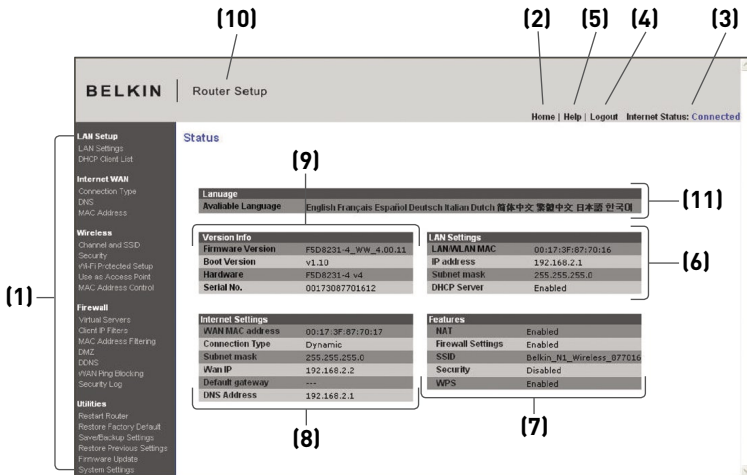 (10) (2) (5) (4) (3)
BELKIN Router Setup
Home | Help | Logout Internet Status: Connected
LAN Setup
LAN Settings
DHCP Client List
Internet WAN
Connection Type
DNS
MAC Address
Wireless
Channel and SSID
Security
Wi-Fi Protected Setup
Use as Access Point
MAC Address Control
Firewall
Virtual Servers
Client IP Filters
MAC Address Filtering
DMZ
DDNS
WAN Ping Blocking
Security Log
Utilities
Restart Router
Restore Factory Default
Save/Backup Settings
Restore Previous Settings
Firmware Update
System Settings
(1)
Status
(9)
Lanuage
Avaliable Language English Français Español Deutsch Italian Dutch 简体中文 繁體中文 日本語 한국어
(11)
Version Info
Firmware Version F5D8231-4_WW_4.00.11
Boot Version v1.10
Hardware F5D8231-4 v4
Serial No. 00173087701612
LAN Settings
LAN/WLAN MAC 00:17:3F:87:70:16
IP address 192.168.2.1
Subnet mask 255.255.255.0
DHCP Server Enabled
(6)
Internet Settings
WAN MAC address 00:17:3F:87:70:17
Connection Type Dynamic
Subnet mask 255.255.255.0
Wan IP 192.168.2.2
Default gateway ---
DNS Address 192.168.2.1
(8)
Features
NAT Enabled
Firewall Settings Enabled
SSID Belkin_N1_Wireless_877016
Security Disabled
WPS Enabled
(7)